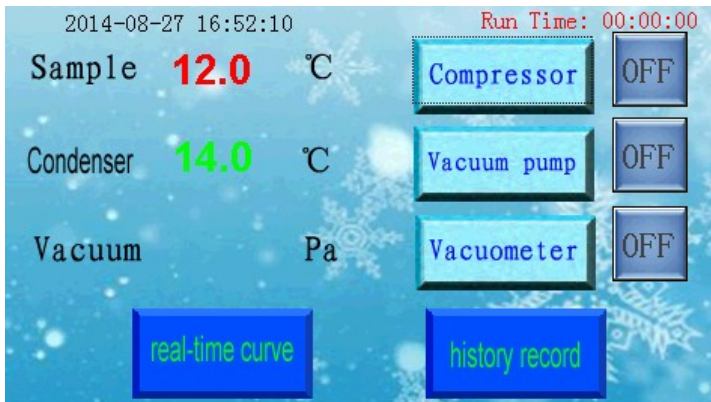 2014-08-27 16:52:10 Run Time: 00:00:00
Sample 12.0 ℃ Compressor OFF
Condenser 14.0 ℃ Vacuum pump OFF
Vacuum Pa Vacuometer OFF
real-time curve history record